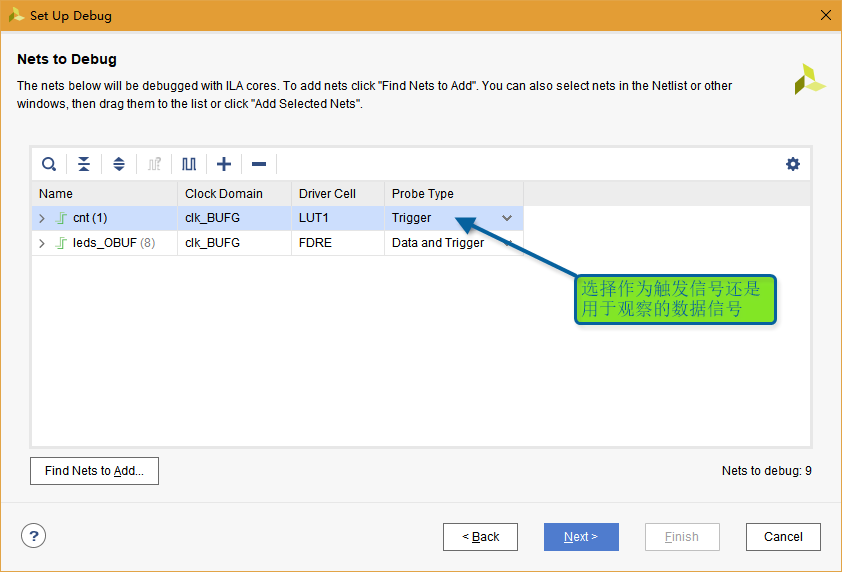 Set Up Debug
Nets to Debug
The nets below will be debugged with ILA cores. To add nets click "Find Nets to Add". You can also select nets in the Netlist or other
windows, then drag them to the list or click "Add Selected Nets".
Name Clock Domain Driver Cell Probe Type
cnt (1) clk_BUFG LUT1 Trigger
leds_OBUF (8) clk_BUFG FDRE Data and Trigger
选择作为触发信号还是
用于观察的数据信号
Find Nets to Add... Nets to debug: 9
? < Back Next > Finish Cancel